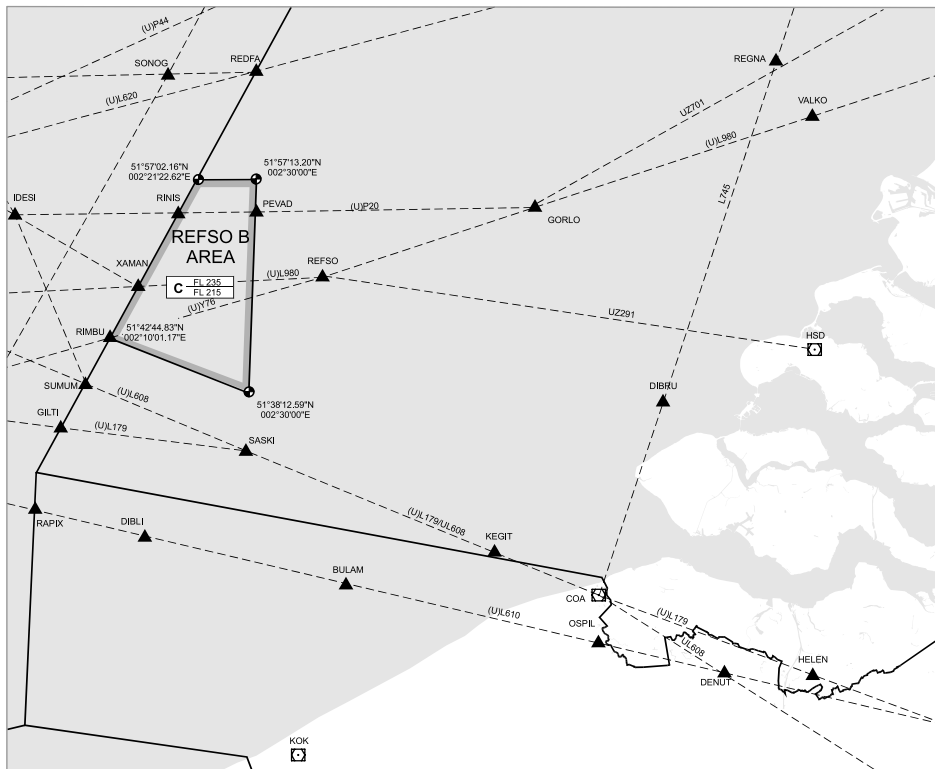 (U)P44
SONOG
REDFA
REGNA
(U)L620
UZ701
VALKO
(U)L980
51°57'02.16"N
002°21'22.62"E
51°57'13.20"N
002°30'00"E
L745
IDESI
RINIS
PEVAD
(U)P20
GORLO
REFSO B
AREA
XAMAN
(U)L980
REFSO
C
FL 235
FL 215
(U)Y76
UZ291
RIMBU
51°42'44.83"N
002°10'01.17"E
HSD
SUMUM
(U)L608
DIBRU
51°38'12.59"N
002°30'00"E
GILTI
(U)L179
SASKI
RAPIX
DIBLI
(U)L179/UL608
KEGIT
BULAM
COA
(U)L610
(U)L179
OSPIL
UL608
HELEN
DENUT
KOK